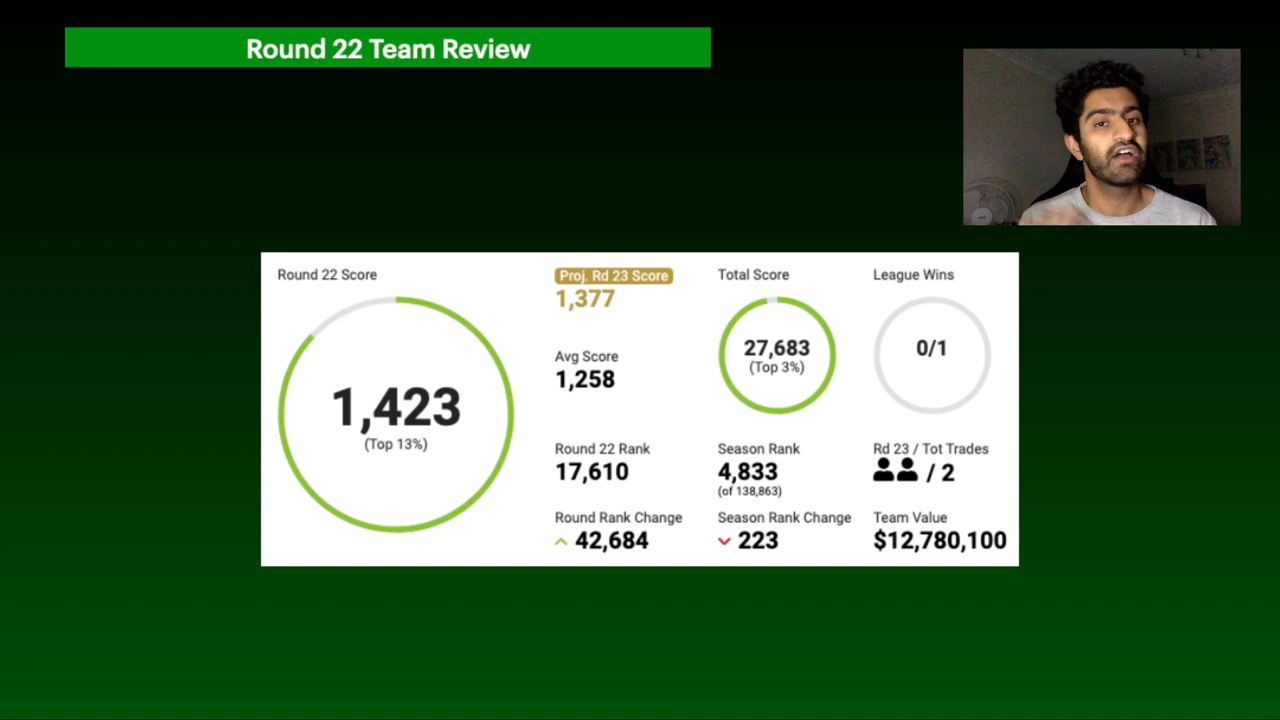 Round 22 Team Review
Round 22 Score
1,423
(Top 13%)
Proj. Rd 23 Score
1,377
Avg Score
1,258
Round 22 Rank
17,610
Round Rank Change
42,684
Total Score
27,683
(Top 3%)
Season Rank
4,833
(of 138,863)
Season Rank Change
223
League Wins
0/1
Rd 23 / Tot Trades
/ 2
Team Value
$12,780,100